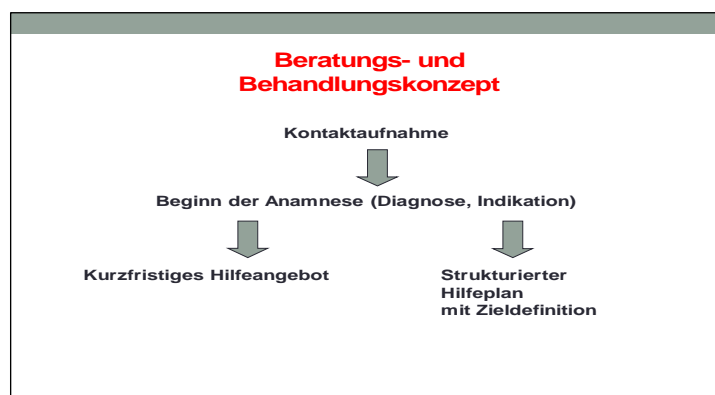 Beratungs- und
Behandlungskonzept
Kontaktaufnahme
Beginn der Anamnese (Diagnose, Indikation)
Kurzfristiges Hilfeangebot
Strukturierter
Hilfeplan
mit Zieldefinition